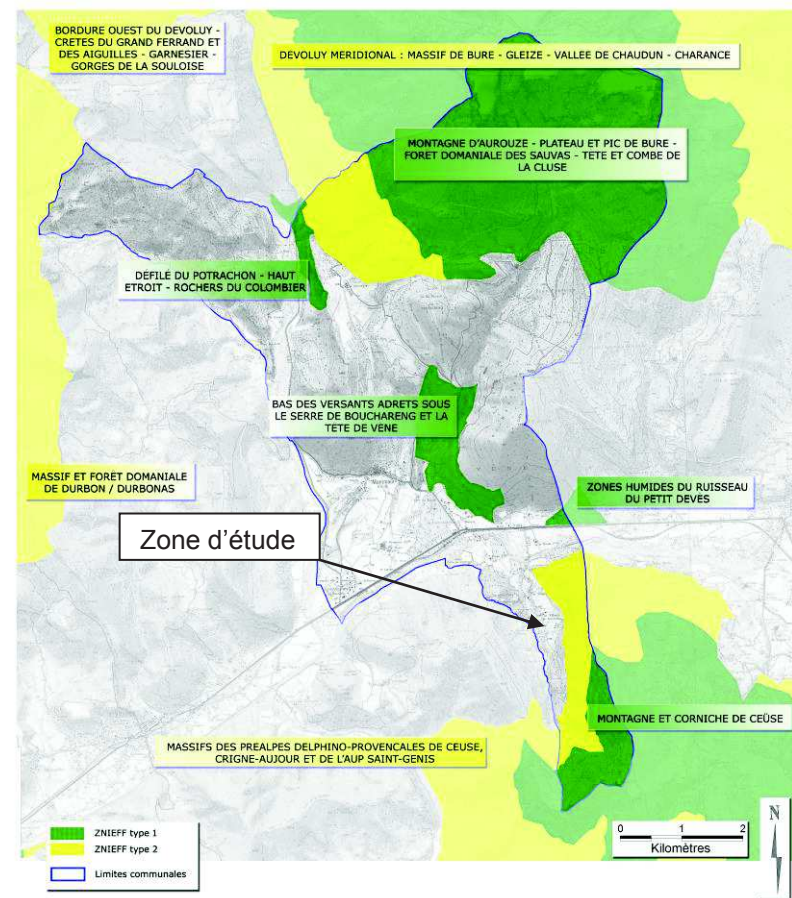 BORDURE OUEST DU DEVOLUY -
CRETES DU GRAND FERRAND ET
DES AIGUILLES - GARNESIER -
GORGES DE LA SOULOISE
DEVOLUY MERIDIONAL : MASSIF DE BURE - GLEIZE - VALLEE DE CHAUDUN - CHARANCE
MONTAGNE D'AUROUZE - PLATEAU ET PIC DE BURE -
FORET DOMANIALE DES SAUVAS - TETE ET COMBE DE
LA CLUSE
DEFILE DU POTRACHON - HAUT
ETROIT - ROCHERS DU COLOMBIER
BAS DES VERSANTS ADRETS SOUS
LE SERRE DE BOUCHARENG ET LA
TETE DE VENE
MASSIF ET FORET DOMANIALE
DE DURBON / DURBONAS
ZONES HUMIDES DU RUISSEAU
DU PETIT DEVES
Zone d'étude
MONTAGNE ET CORNICHE DE CEÜSE
MASSIFS DES PREALPES DELPHINO-PROVENCALES DE CEUSE,
CRIGNE-AUJOUR ET DE L'AUP SAINT-GENIS
ZNIEFF type 1
ZNIEFF type 2
Limites communales
0 1 2
Kilomètres
N